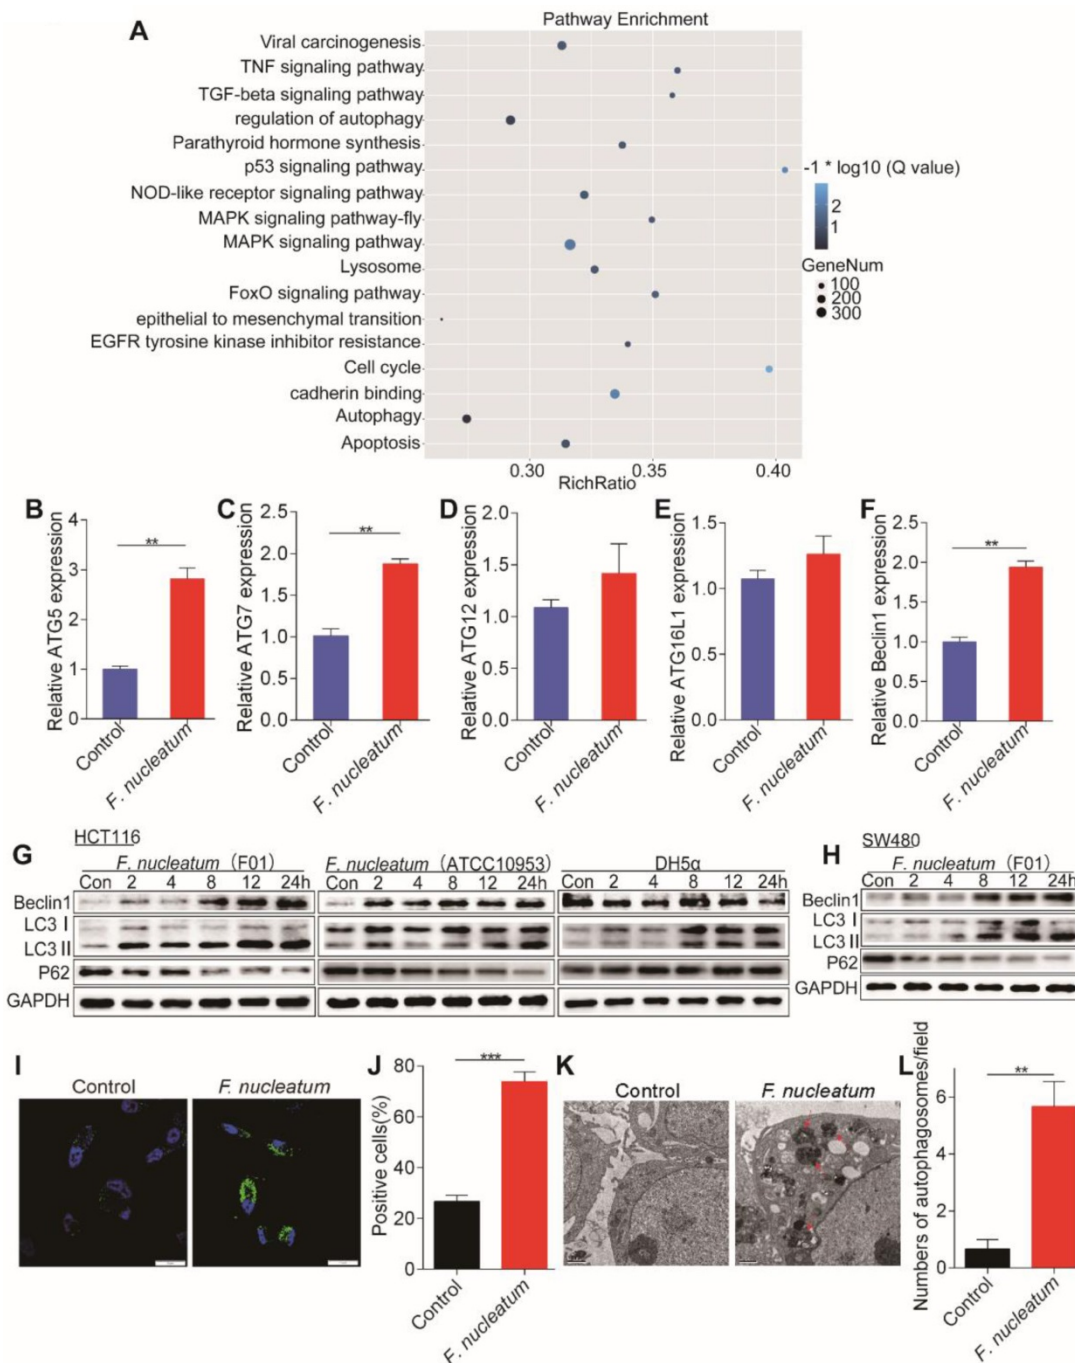 A
Pathway Enrichment
Viral carcinogenesis
TNF signaling pathway
TGF-beta signaling pathway
regulation of autophagy
Parathyroid hormone synthesis
p53 signaling pathway
NOD-like receptor signaling pathway
MAPK signaling pathway-fly
MAPK signaling pathway
Lysosome
FoxO signaling pathway
epithelial to mesenchymal transition
EGFR tyrosine kinase inhibitor resistance
Cell cycle
cadherin binding
Autophagy
Apoptosis
0.30 0.35 0.40
RichRatio
-1 * log10 (Q value)
2
1
GeneNum
100
200
300
B
Relative ATG5 expression
4
3
2
1
0
**
Control
F. nucleatum
C
Relative ATG7 expression
2.5
2.0
1.5
1.0
0.5
0.0
**
Control
F. nucleatum
D
Relative ATG12 expression
2.0
1.5
1.0
0.5
0.0
Control
F. nucleatum
E
Relative ATG16L1 expression
1.5
1.0
0.5
0.0
Control
F. nucleatum
F
Relative Beclin1 expression
2.5
2.0
1.5
1.0
0.5
0.0
**
Control
F. nucleatum
G
HCT116
F. nucleatum (F01) F. nucleatum (ATCC10953) DH5α
Con 2 4 8 12 24h Con 2 4 8 12 24h Con 2 4 8 12 24h
Beclin1
LC3 I
LC3 II
P62
GAPDH
H
SW480
F. nucleatum (F01)
Con 2 4 8 12 24h
Beclin1
LC3 I
LC3 II
P62
GAPDH
I
Control F. nucleatum
J
Positive cells(%)
80
60
40
20
0
***
Control
F. nucleatum
K
Control F. nucleatum
L
Numbers of autophagosomes/field
6
4
2
0
**
Control
F. nucleatum